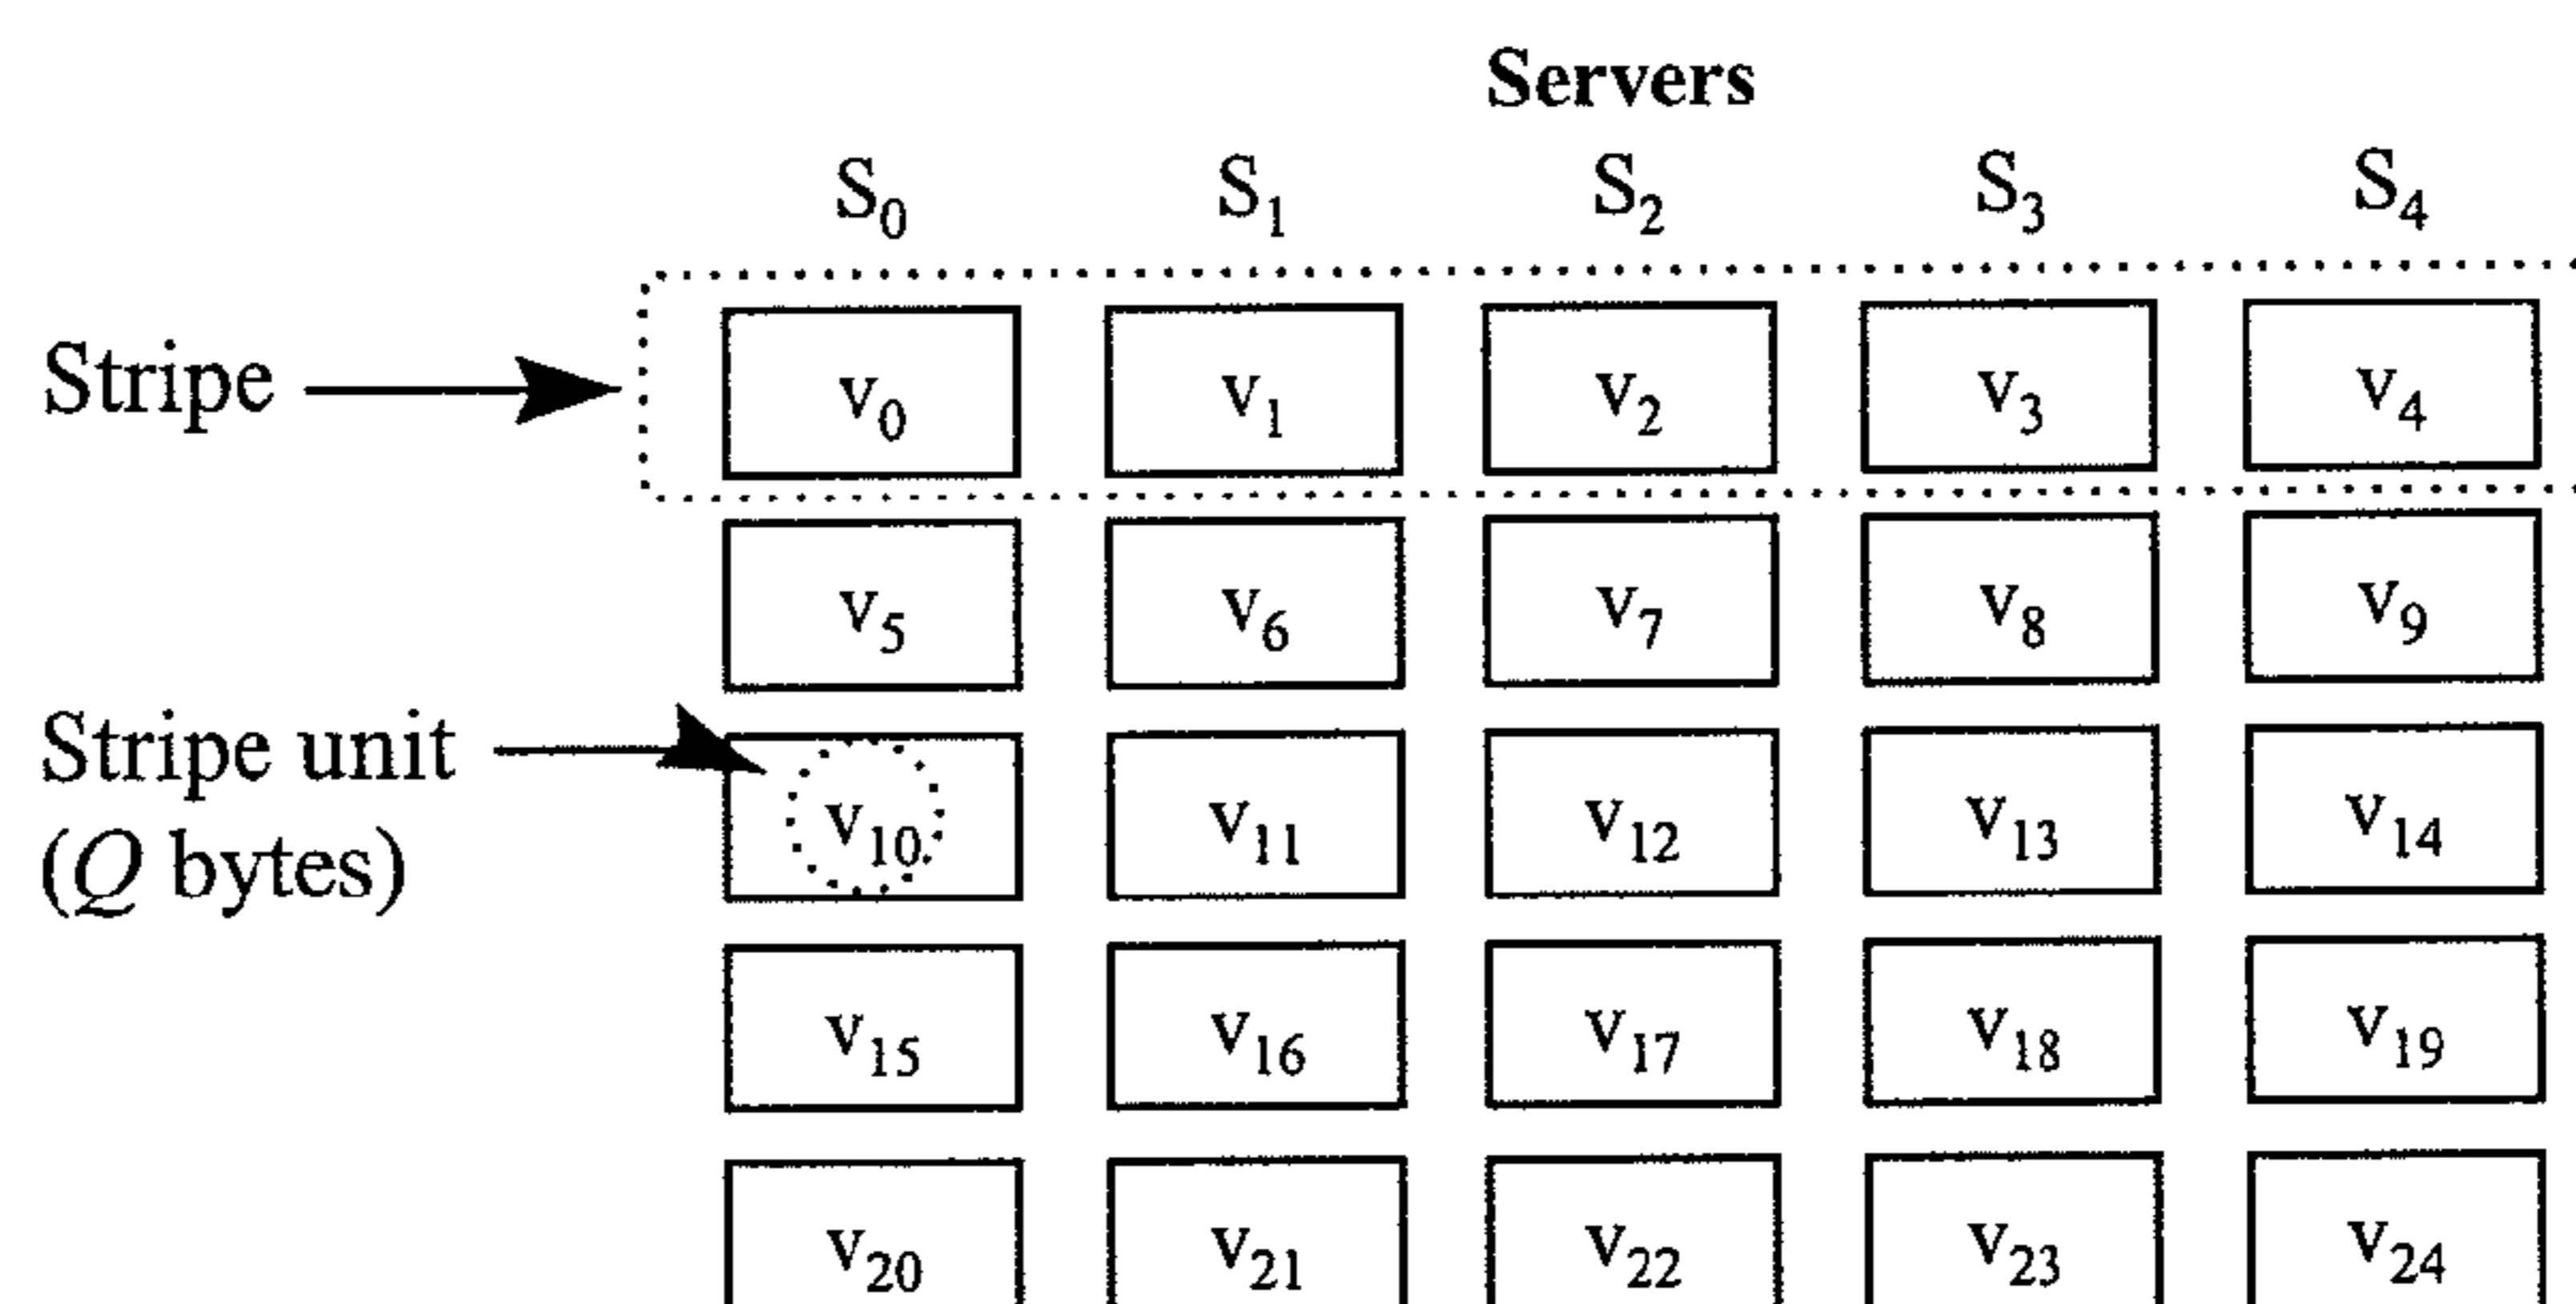 Servers
S0 S1 S2 S3 S4
Stripe
v0 v1 v2 v3 v4
v5 v6 v7 v8 v9
Stripe unit
(Q bytes)
v10 v11 v12 v13 v14
v15 v16 v17 v18 v19
v20 v21 v22 v23 v24